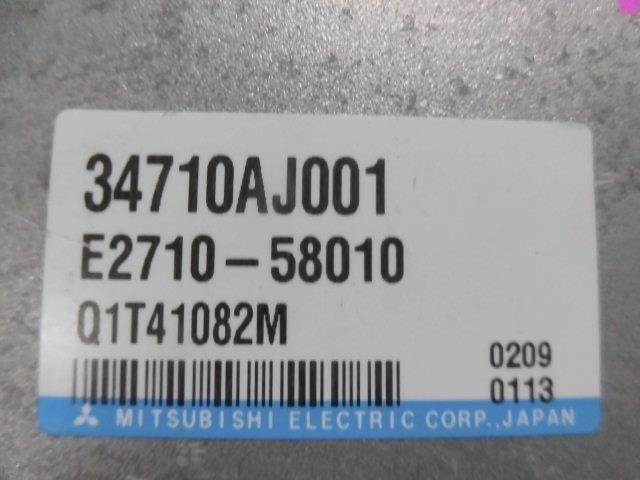 34710AJ001
E2710-58010
Q1T41082M
0209
0113
MITSUBISHI ELECTRIC CORP.,JAPAN